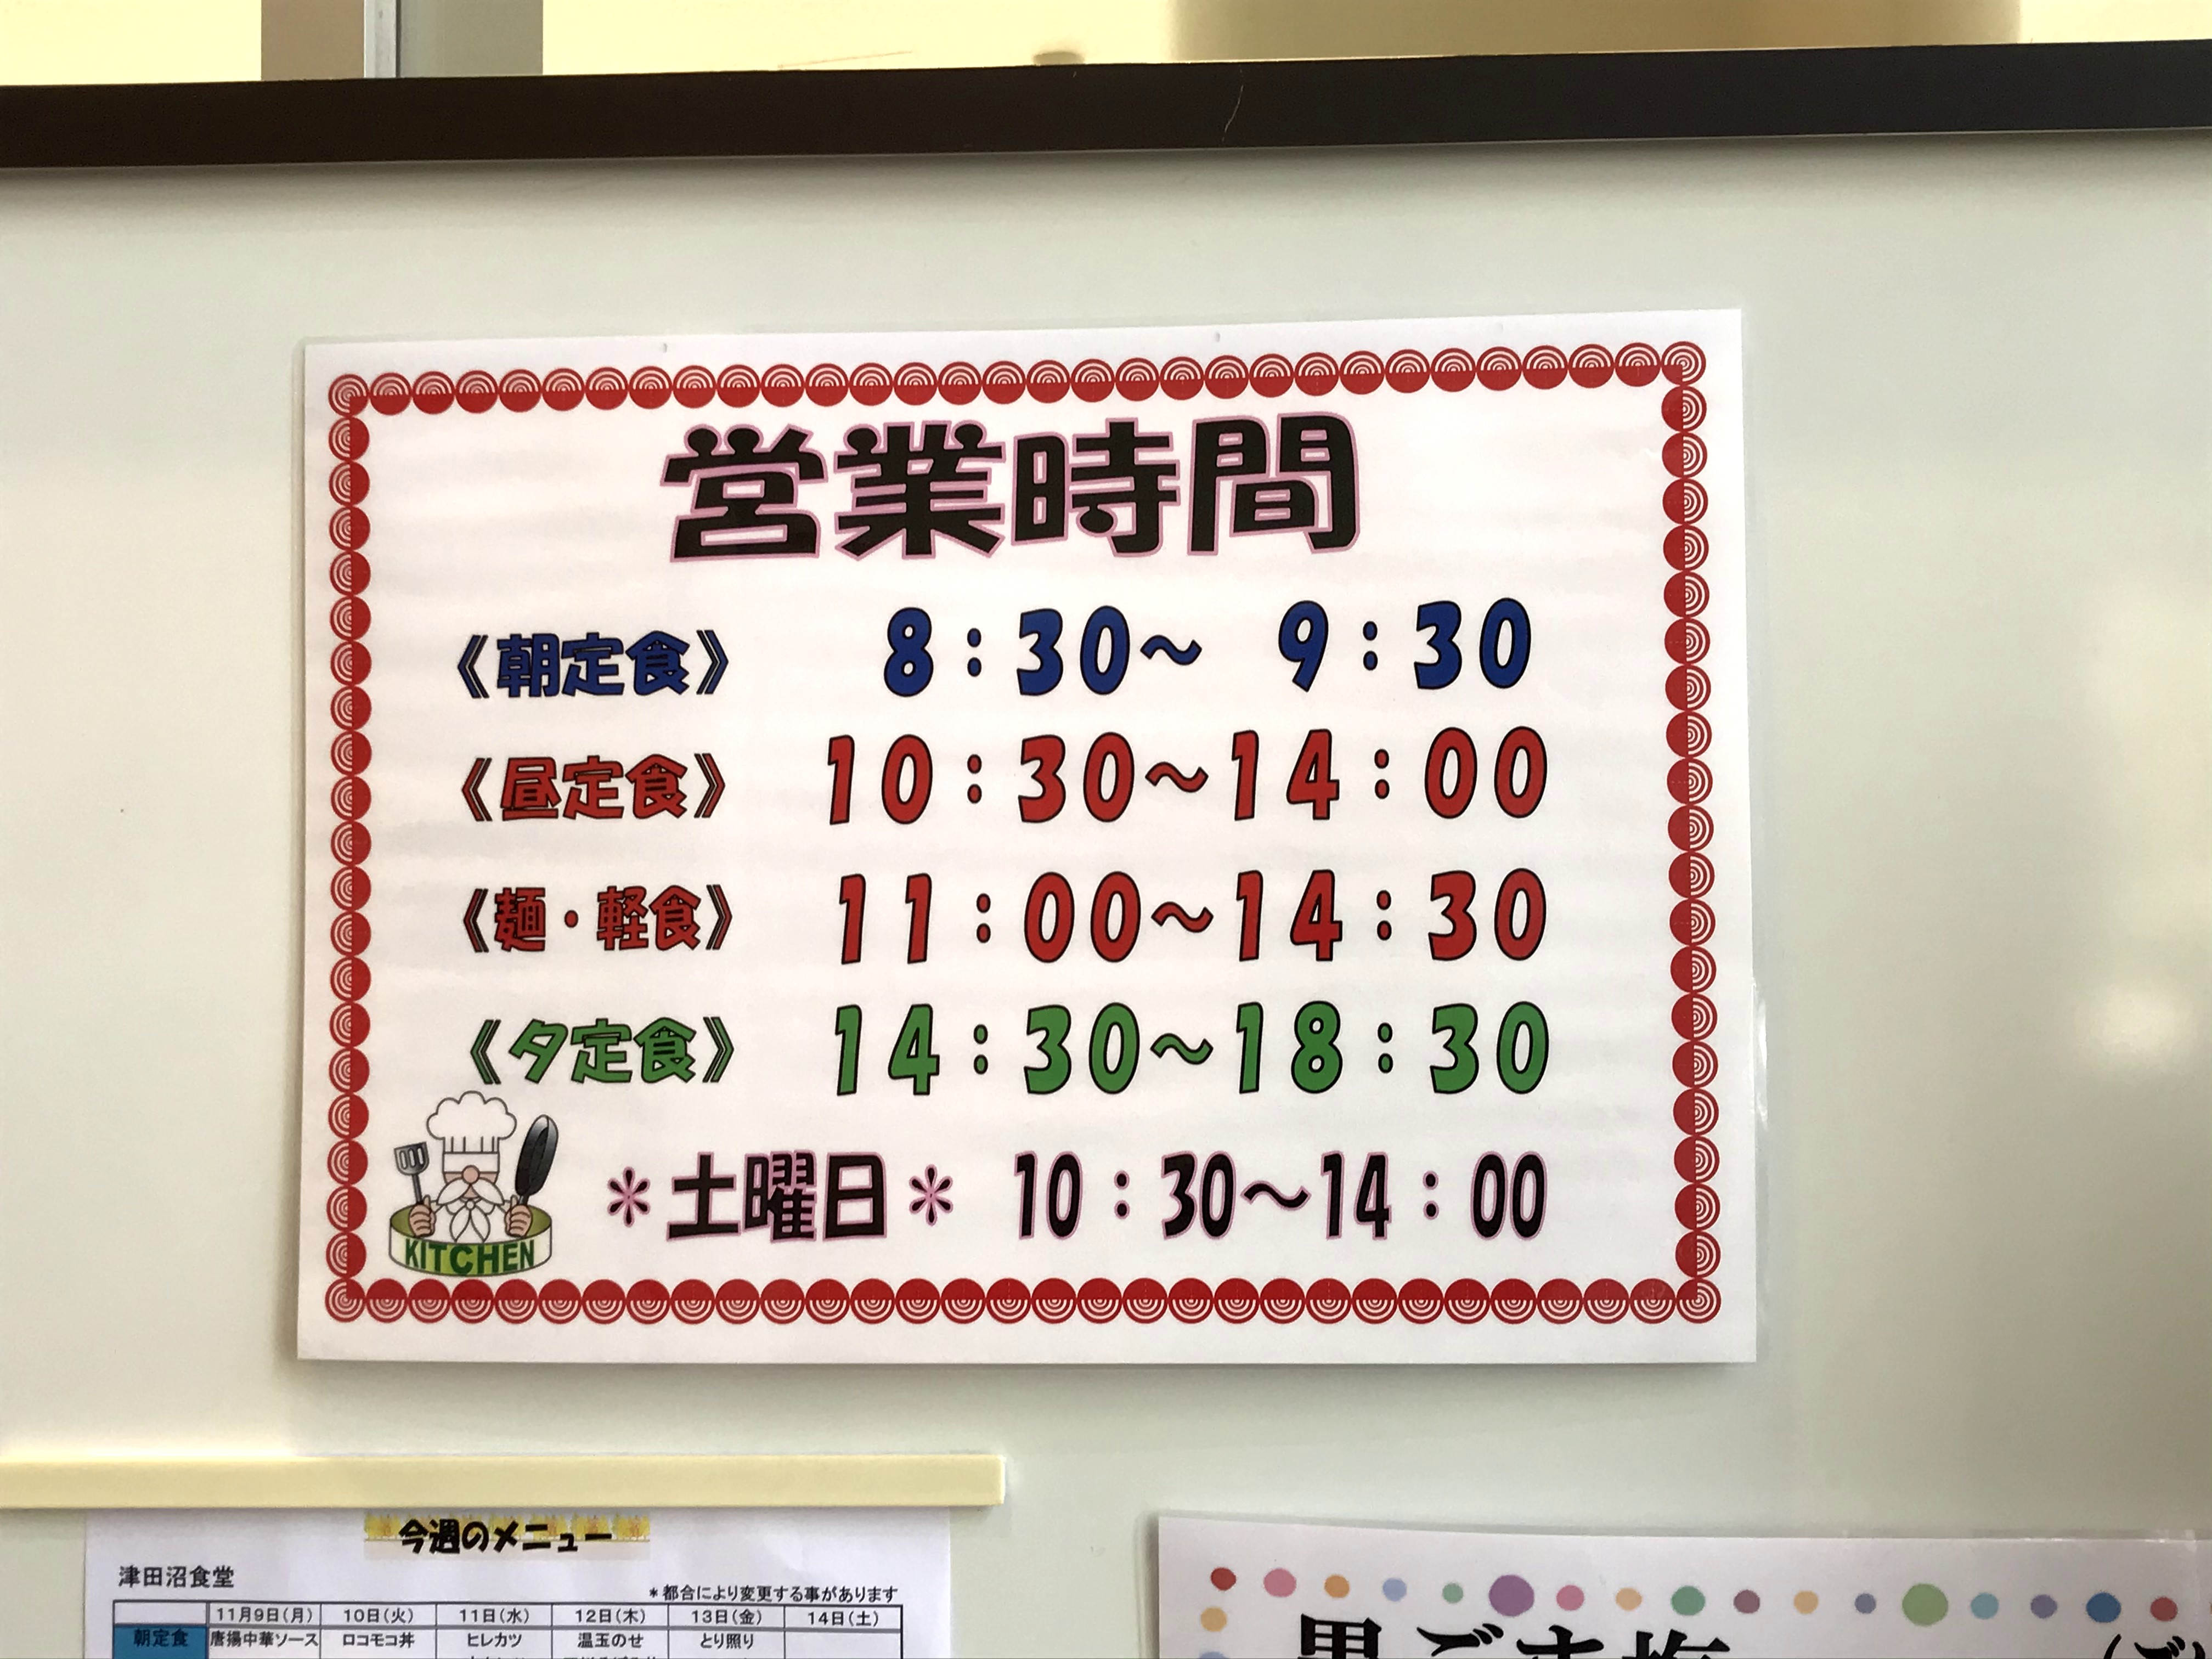 営業時間
《朝定食》 8:30～ 9:30
《昼定食》 10:30～14:00
《麺・軽食》 11:00～14:30
《夕定食》 14:30～18:30
＊土曜日＊ 10:30～14:00
KITCHEN
今週のメニュー
津田沼食堂
＊都合により変更する事があります
11月9日(月) 10日(火) 11日(水) 12日(木) 13日(金) 14日(土)
朝定食 唐揚中華ソース ロコモコ丼 ヒレカツ 温玉のせ とり照り